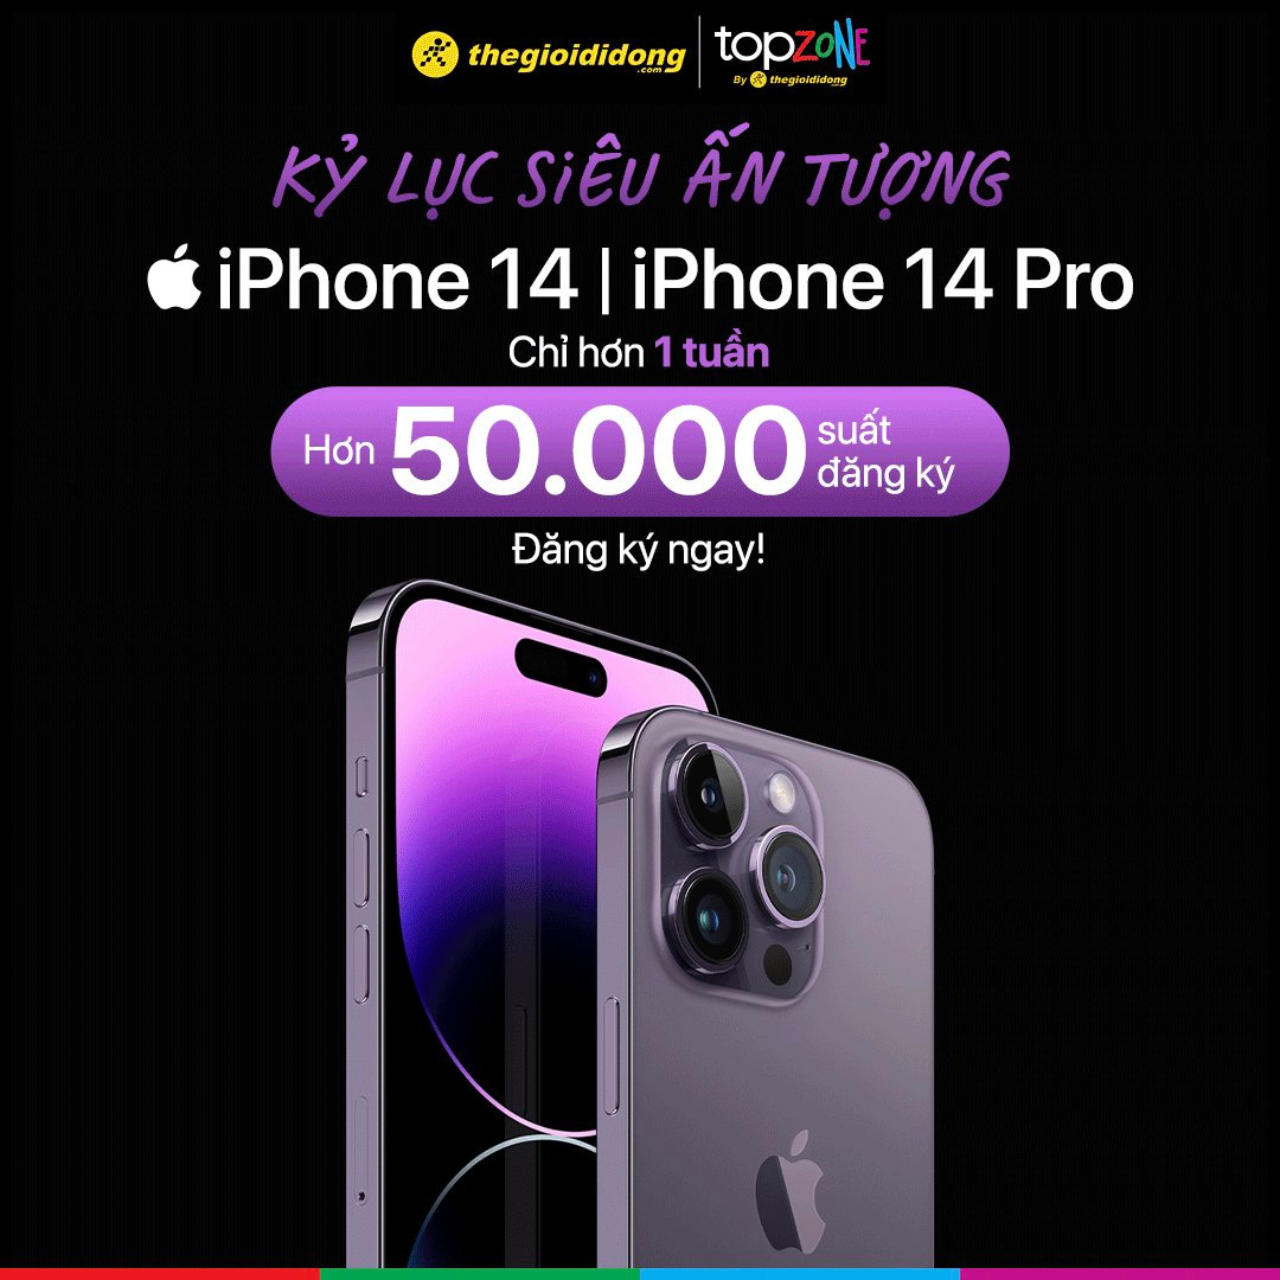 thegioididong
.com
topzone
By thegioididong
.com
KỶ LỤC SiÊU ẤN TƯỢNG
iPhone 14 | iPhone 14 Pro
Chỉ hơn 1 tuần
Hơn 50.000 suất
đăng ký
Đăng ký ngay!